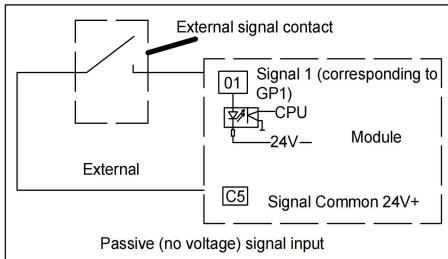 External signal contact
01
Signal 1 (corresponding to
GP1)
CPU
24V—
Module
External
C5
Signal Common 24V+
Passive (no voltage) signal input